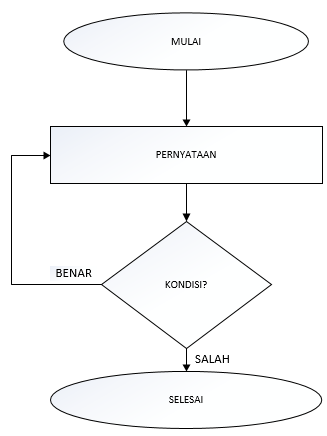 MULAI
PERNYATAAN
BENAR
KONDISI?
SALAH
SELESAI